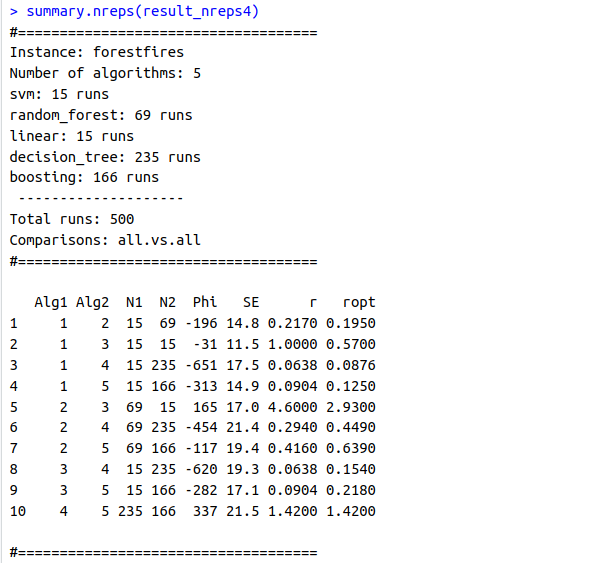 > summary.nreps(result_nreps4)
#====================================
Instance: forestfires
Number of algorithms: 5
svm: 15 runs
random_forest: 69 runs
linear: 15 runs
decision_tree: 235 runs
boosting: 166 runs
 --------------------
Total runs: 500
Comparisons: all.vs.all
#====================================

   Alg1 Alg2  N1  N2  Phi   SE      r   ropt
1     1    2  15  69 -196 14.8 0.2170 0.1950
2     1    3  15  15  -31 11.5 1.0000 0.5700
3     1    4  15 235 -651 17.5 0.0638 0.0876
4     1    5  15 166 -313 14.9 0.0904 0.1250
5     2    3  69  15  165 17.0 4.6000 2.9300
6     2    4  69 235 -454 21.4 0.2940 0.4490
7     2    5  69 166 -117 19.4 0.4160 0.6390
8     3    4  15 235 -620 19.3 0.0638 0.1540
9     3    5  15 166 -282 17.1 0.0904 0.2180
10    4    5 235 166  337 21.5 1.4200 1.4200

#====================================